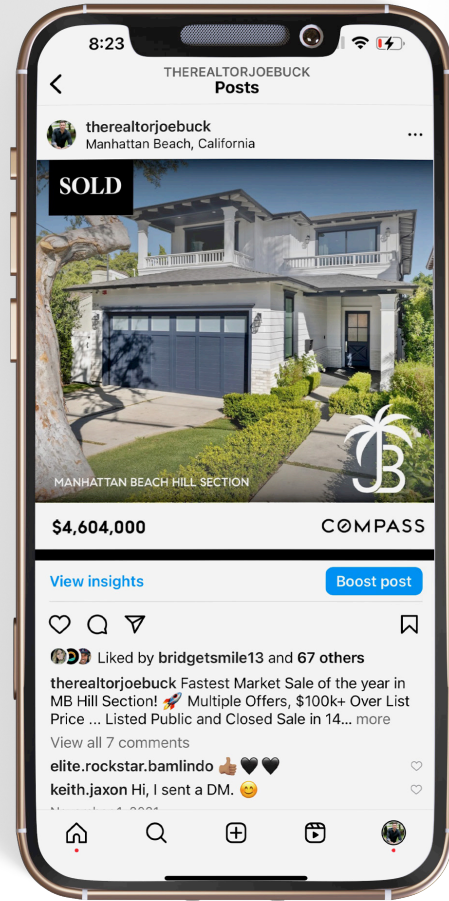 8:23
THEREALTORJOEBUCK
Posts
therealtorjoebuck
Manhattan Beach, California
SOLD
MANHATTAN BEACH HILL SECTION
JB
$4,604,000
COMPASS
View insights
Boost post
Liked by bridgetsmile13 and 67 others
therealtorjoebuck Fastest Market Sale of the year in
MB Hill Section! 🚀 Multiple Offers, $100k+ Over List
Price ... Listed Public and Closed Sale in 14... more
View all 7 comments
elite.rockstar.bamlindo 👍🏽🖤🖤
keith.jaxon Hi, I sent a DM. 😊